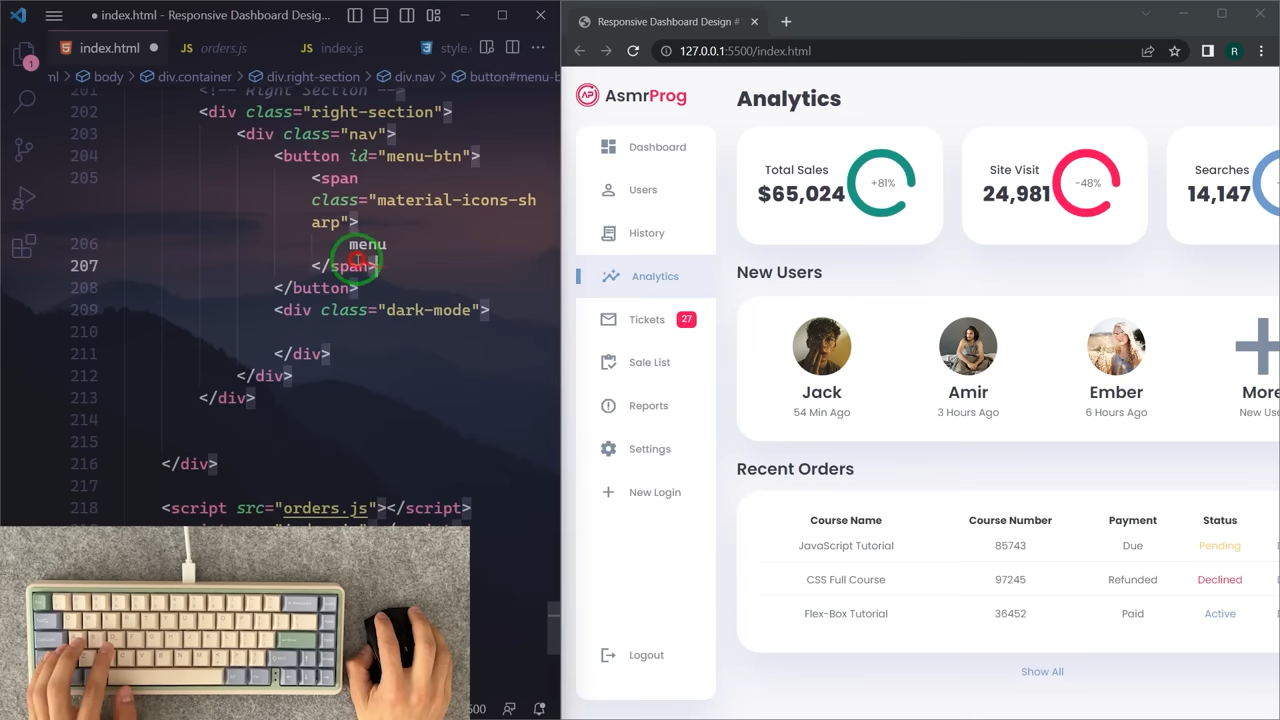 ● index.html - Responsive Dashboard Desig...
index.html
orders.js
index.js
style.
1
ml > body > div.container > div.right-section > div.nav > button#menu-b
201 <!-- Right Section -->
202 <div class="right-section">
203 <div class="nav">
204 <button id="menu-btn">
205 <span
class="material-icons-sh
arp">
206 menu
207 </span>
208 </button>
209 <div class="dark-mode">
210
211 </div>
212 </div>
213 </div>
214
215
216 </div>
217
218 <script src="orders.js"></script>
500
Responsive Dashboard Design #
127.0.0.1:5500/index.html
R
AP AsmrProg
Dashboard
Users
History
Analytics
Tickets 27
Sale List
Reports
Settings
New Login
Logout
Analytics
Total Sales
$65,024
+81%
Site Visit
24,981
-48%
Searches
14,147
New Users
Jack
54 Min Ago
Amir
3 Hours Ago
Ember
6 Hours Ago
More
New Use
Recent Orders
Course Name Course Number Payment Status
JavaScript Tutorial 85743 Due Pending
CSS Full Course 97245 Refunded Declined
Flex-Box Tutorial 36452 Paid Active
Show All